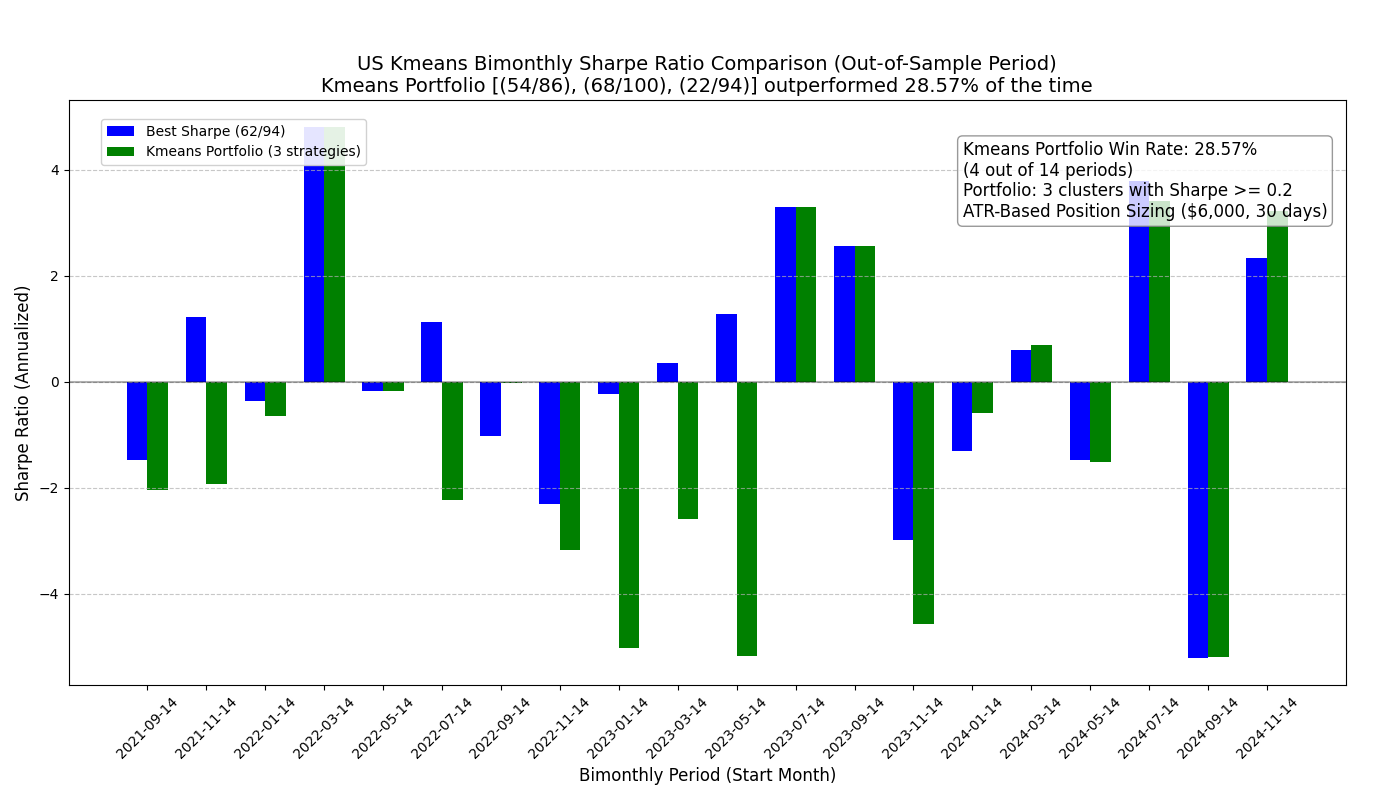 US Kmeans Bimonthly Sharpe Ratio Comparison (Out-of-Sample Period)
Kmeans Portfolio [(54/86), (68/100), (22/94)] outperformed 28.57% of the time
Best Sharpe (62/94)
Kmeans Portfolio (3 strategies)
Kmeans Portfolio Win Rate: 28.57%
(4 out of 14 periods)
Portfolio: 3 clusters with Sharpe >= 0.2
ATR-Based Position Sizing ($6,000, 30 days)
Sharpe Ratio (Annualized)
4
2
0
−2
−4
2021-09-14
2021-11-14
2022-01-14
2022-03-14
2022-05-14
2022-07-14
2022-09-14
2022-11-14
2023-01-14
2023-03-14
2023-05-14
2023-07-14
2023-09-14
2023-11-14
2024-01-14
2024-03-14
2024-05-14
2024-07-14
2024-09-14
2024-11-14
Bimonthly Period (Start Month)